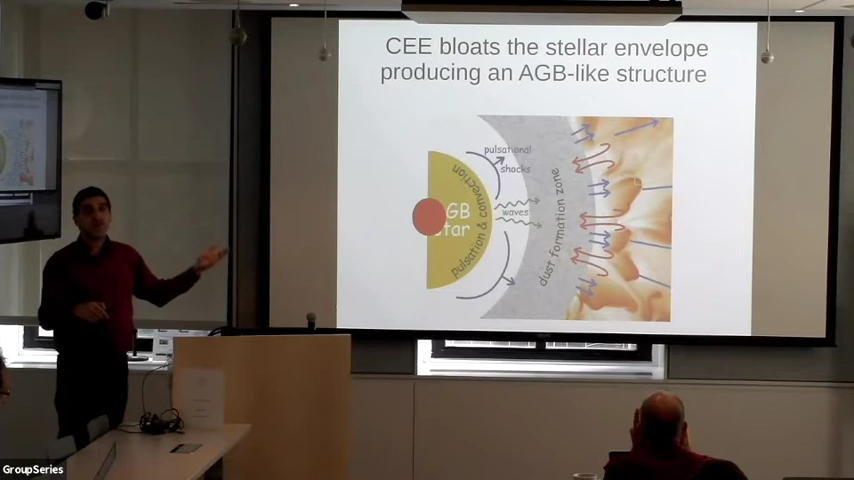 CEE bloats the stellar envelope
producing an AGB-like structure
pulsational
shocks
pulsation & convection
GB
star
waves
dust formation zone
GroupSeries